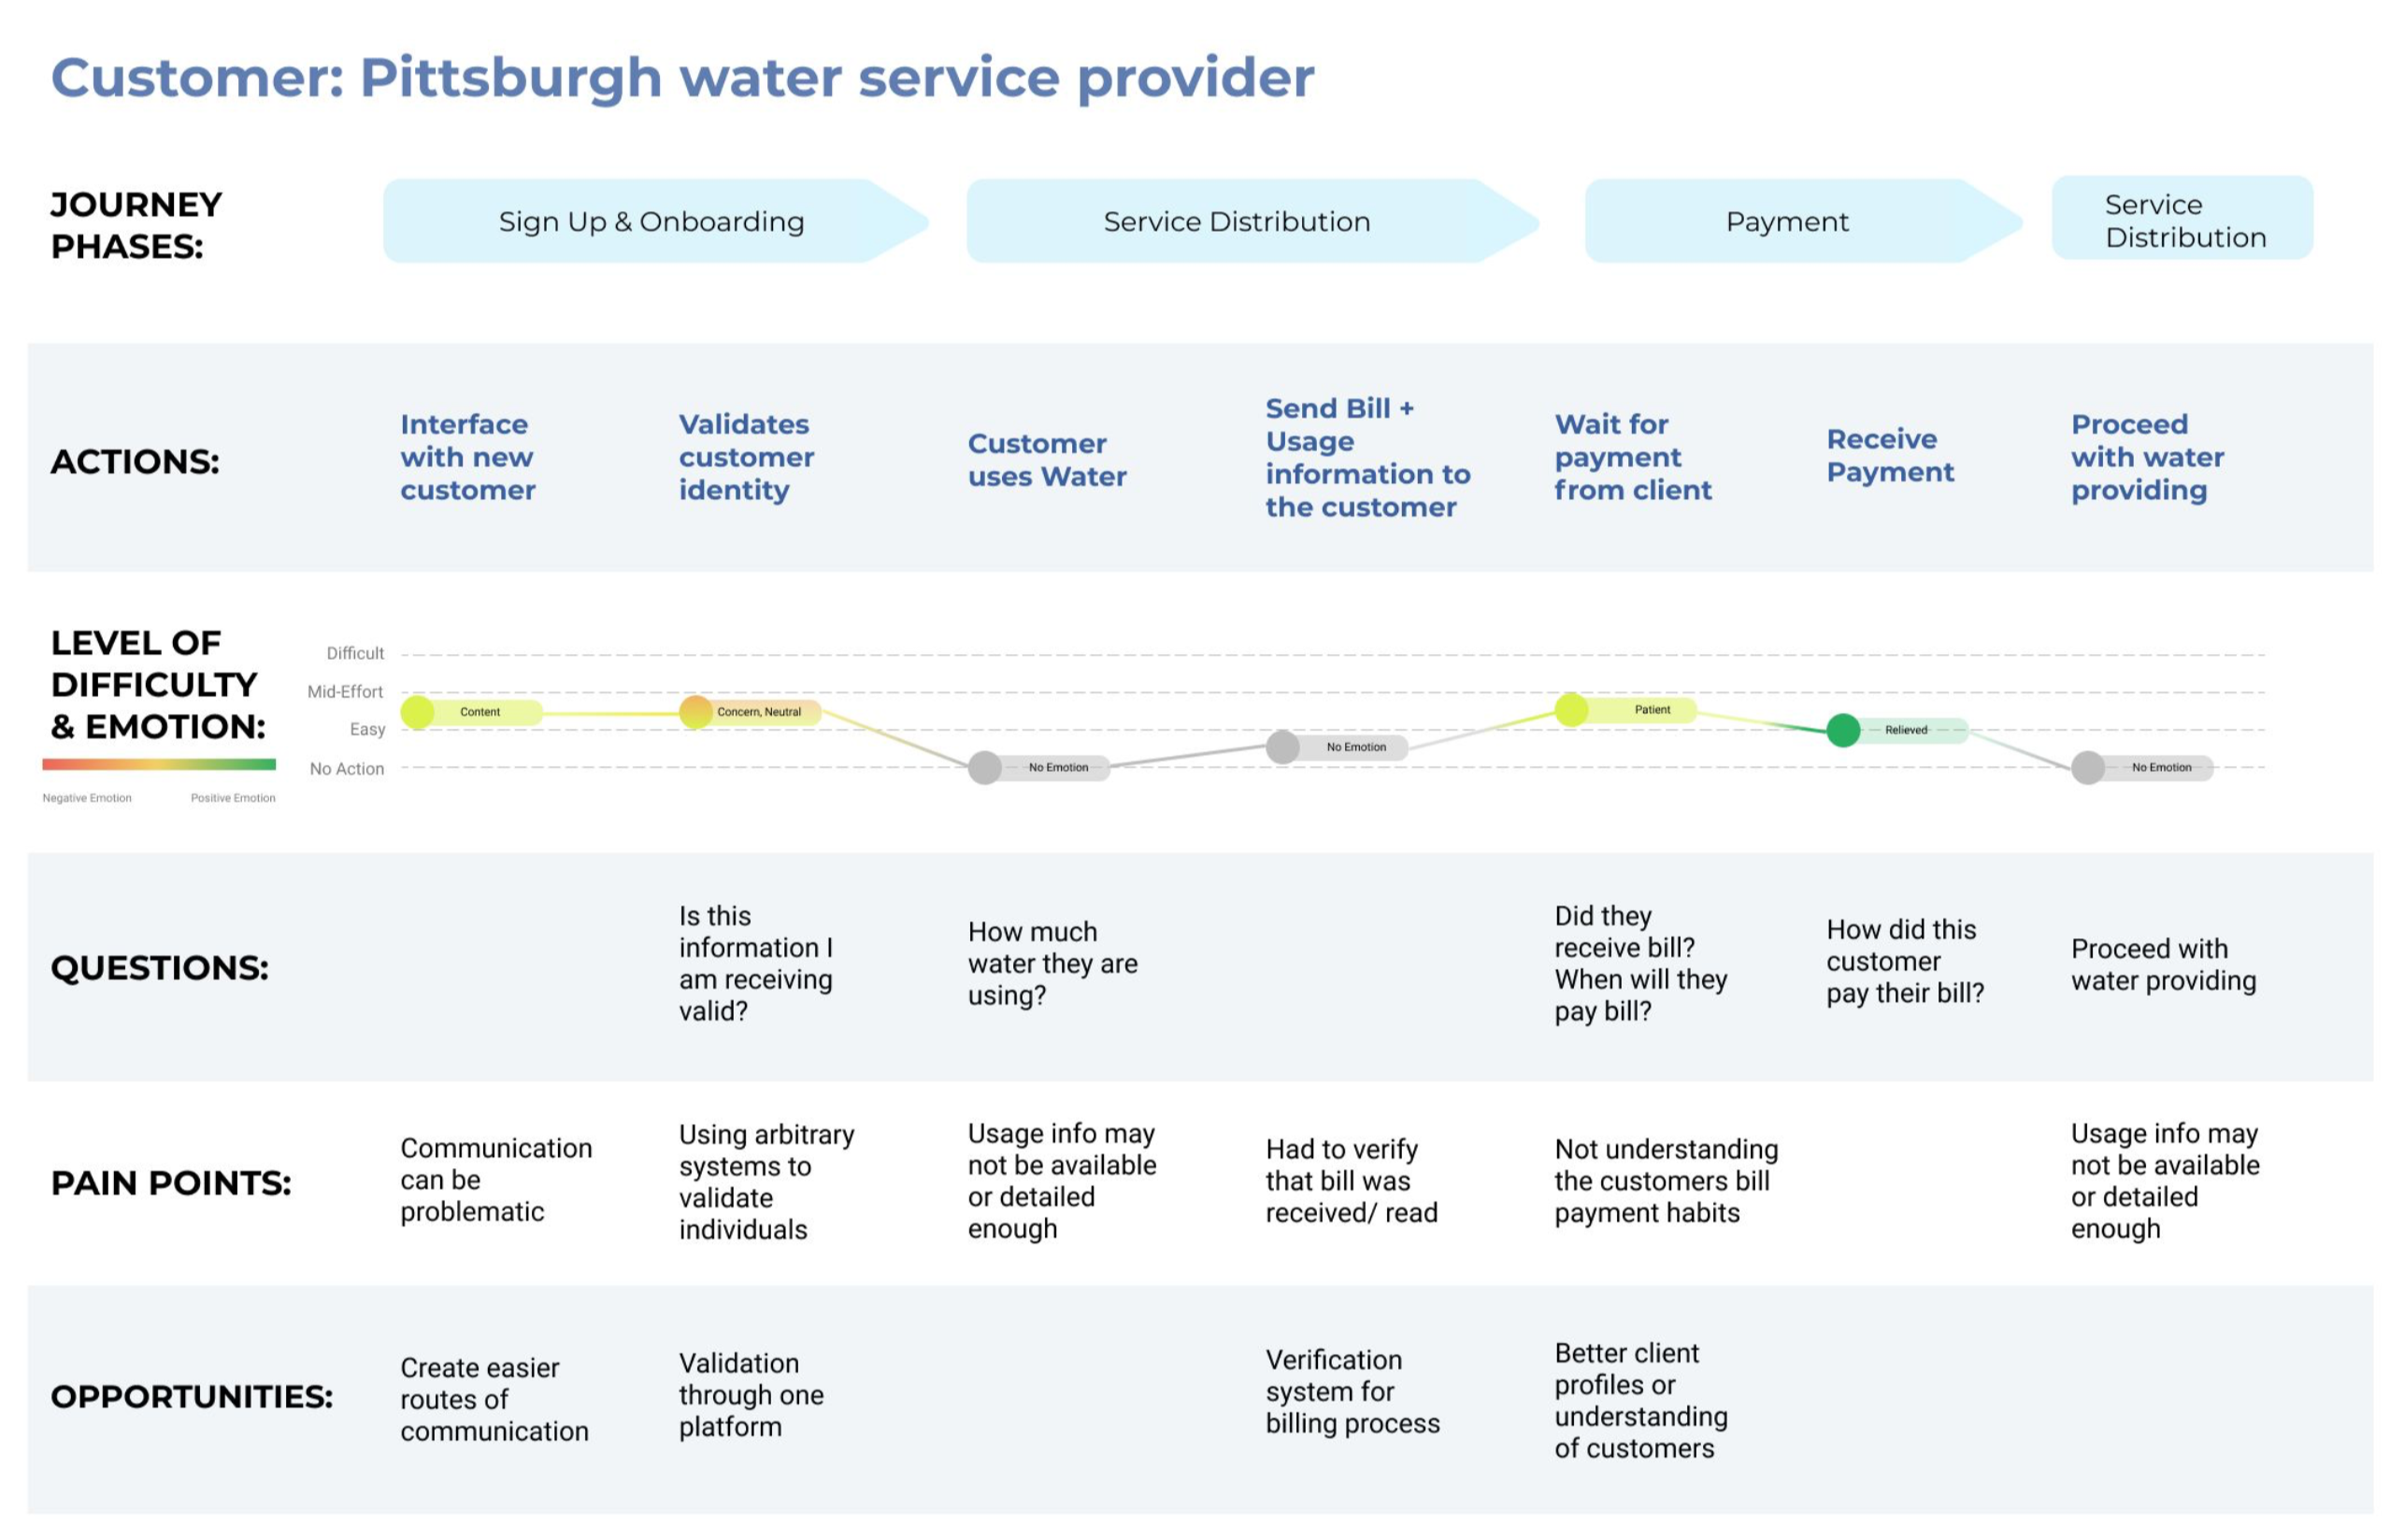 Customer: Pittsburgh water service provider
JOURNEY
PHASES:
Sign Up & Onboarding
Service Distribution
Payment
Service
Distribution
ACTIONS:
Interface
with new
customer
Validates
customer
identity
Customer
uses Water
Send Bill +
Usage
information to
the customer
Wait for
payment
from client
Receive
Payment
Proceed
with water
providing
LEVEL OF
DIFFICULTY
& EMOTION:
Negative Emotion
Positive Emotion
Difficult
Mid-Effort
Easy
No Action
Content
Concern, Neutral
No Emotion
No Emotion
Patient
Relieved
No Emotion
QUESTIONS:
Is this
information I
am receiving
valid?
How much
water they are
using?
Did they
receive bill?
When will they
pay bill?
How did this
customer
pay their bill?
Proceed with
water providing
PAIN POINTS:
Communication
can be
problematic
Using arbitrary
systems to
validate
individuals
Usage info may
not be available
or detailed
enough
Had to verify
that bill was
received/ read
Not understanding
the customers bill
payment habits
Usage info may
not be available
or detailed
enough
OPPORTUNITIES:
Create easier
routes of
communication
Validation
through one
platform
Verification
system for
billing process
Better client
profiles or
understanding
of customers